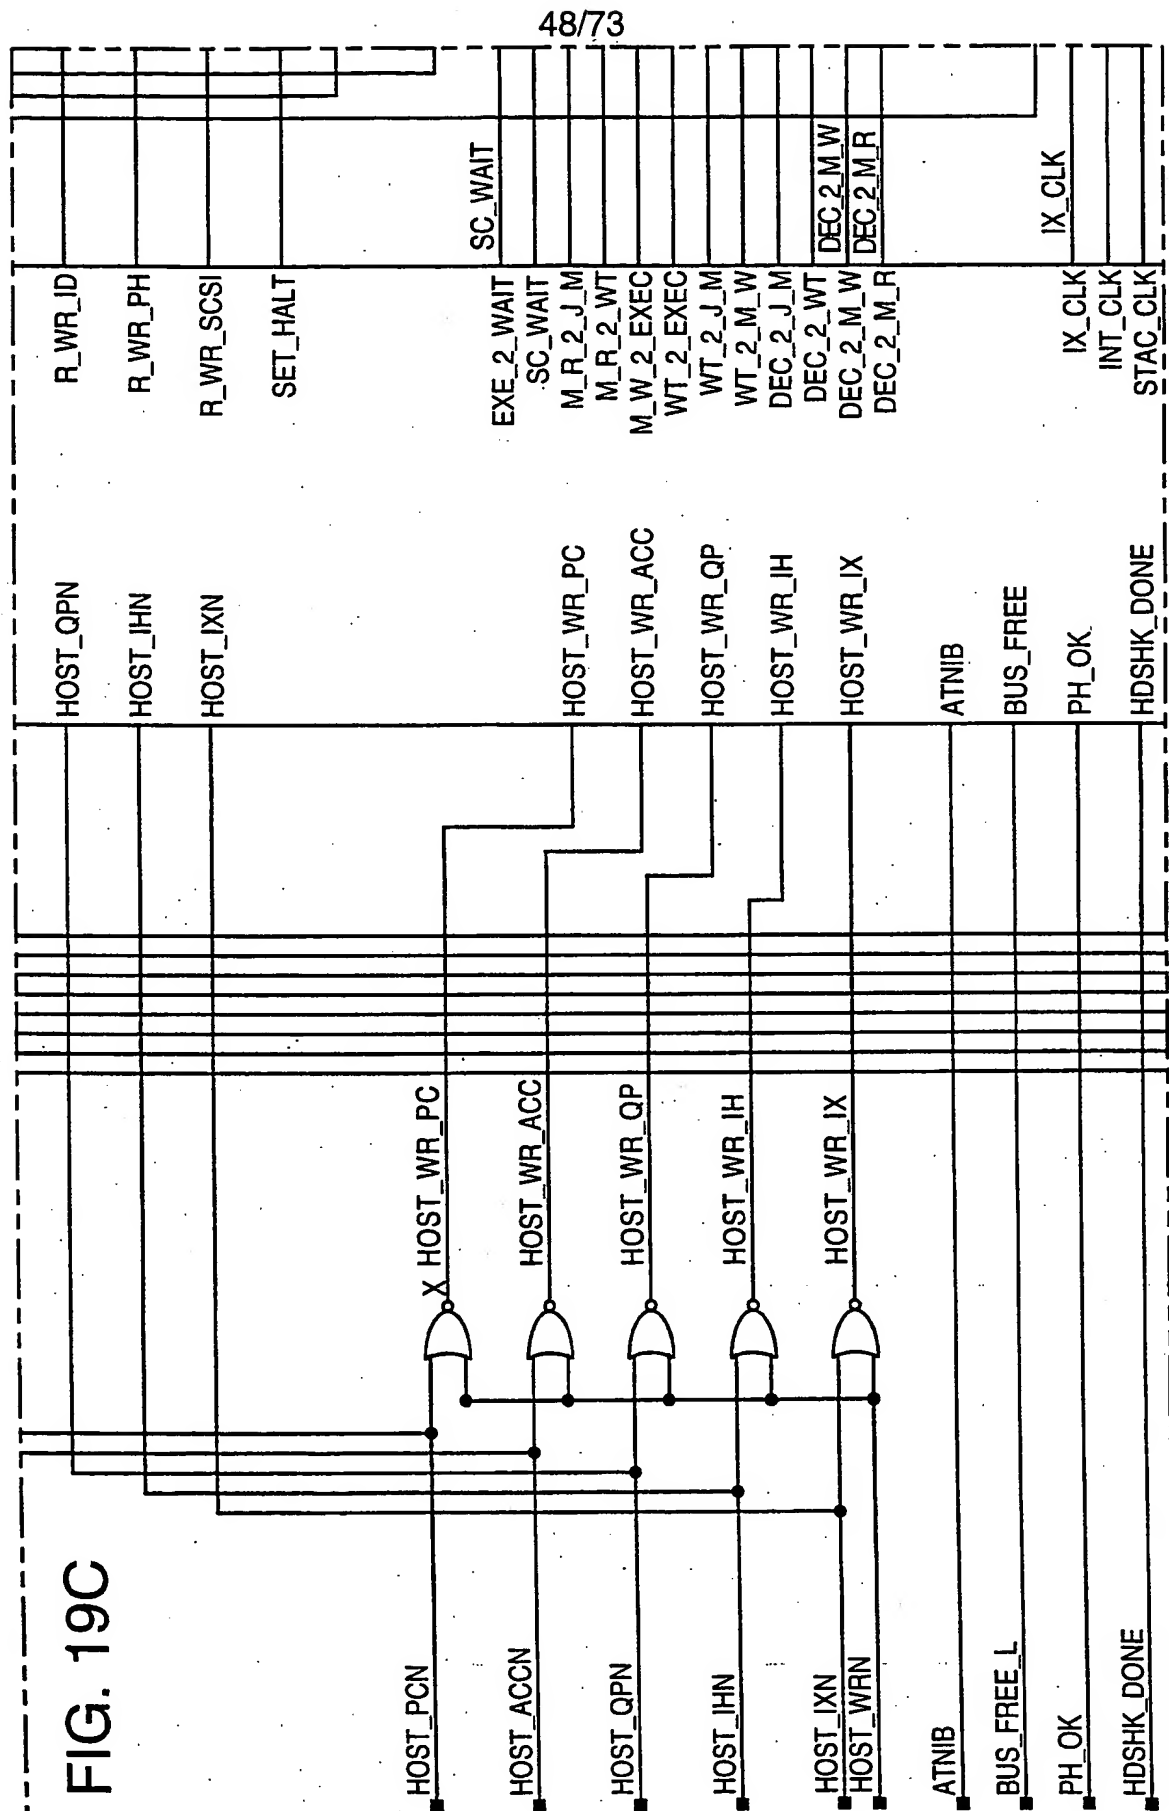 48/73
FIG. 19C
HOST_PCN
HOST_ACCN
HOST_QPN
HOST_IHN
HOST_IXN
HOST_WRN
ATNIB
BUS_FREE_L
PH_OK
HDSHK_DONE
X HOST_WR_PC
HOST_WR_ACC
HOST_WR_QP
HOST_WR_IH
HOST_WR_IX
HOST_QPN
HOST_IHN
HOST_IXN
HOST_WR_PC
HOST_WR_ACC
HOST_WR_QP
HOST_WR_IH
HOST_WR_IX
ATNIB
BUS_FREE
PH_OK
HDSHK_DONE
R_WR_ID
R_WR_PH
R_WR_SCSI
SET_HALT
EXE_2_WAIT
SC_WAIT
M_R_2_J_M
M_R_2_WT
M_W_2_EXEC
WT_2_EXEC
WT_2_J_M
WT_2_M_W
DEC_2_J_M
DEC_2_WT
DEC_2_M_W
DEC_2_M_R
IX_CLK
INT_CLK
STAC_CLK
SC_WAIT
DEC_2_M_W
DEC_2_M_R
IX_CLK